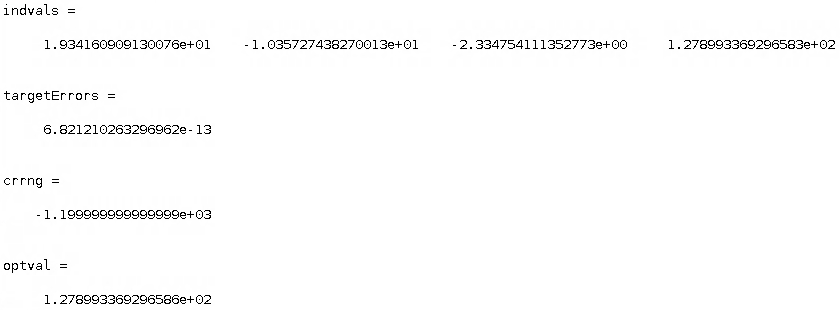 indvals =
1.934160909130076e+01 -1.035727438270013e+01 -2.334754111352773e+00 1.278993369296583e+02
targetErrors =
6.821210263296962e-13
crrng =
-1.199999999999999e+03
optval =
1.278993369296586e+02